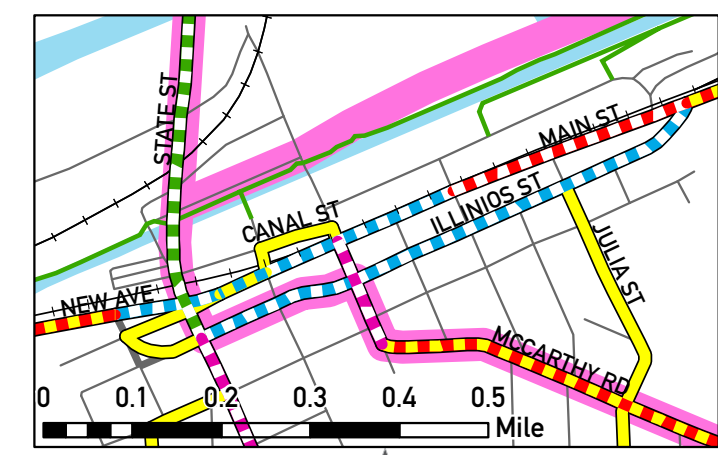 STATE ST
MAIN ST
ILLINIOS ST
CANAL ST
JULIA ST
NEW AVE
MCCARTHY RD
0 0.1 0.2 0.3 0.4 0.5
Mile